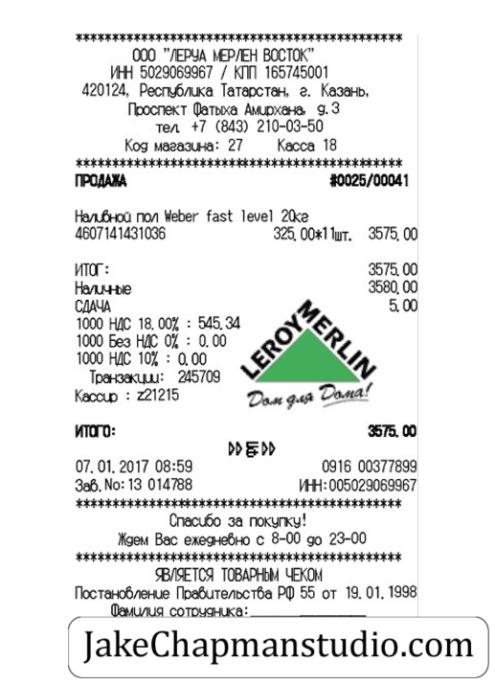 ****************************************
ООО "ЛЕРУА МЕРЛЕН ВОСТОК"
ИНН 5029069967 / КПП 165745001
420124, Республика Татарстан, г. Казань,
Проспект Фатыха Амирхана, д.3
тел. +7 (843) 210-03-50
Код магазина: 27 Касса 18
****************************************
ПРОДАЖА #0025/00041
Наливной пол Weber fast level 20кг
4607141431036 325,00*11шт. 3575,00
ИТОГ: 3575,00
Наличные 3580,00
СДАЧА 5,00
1000 НДС 18,00% : 545,34
1000 Без НДС 0% : 0,00
1000 НДС 10% : 0,00
Транзакции: 245709
Кассир : z21215
LEROY MERLIN
Дом для Дома!
ИТОГО: 3575,00
07.01.2017 08:59 0916 00377899
Зав.No:13 014788 ИНН:005029069967
****************************************
Спасибо за покупку!
Ждем Вас ежедневно с 8-00 до 23-00
****************************************
ЯВЛЯЕТСЯ ТОВАРНЫМ ЧЕКОМ
Постановление Правительства РФ 55 от 19.01.1998
Фамилия сотрудника:______________
JakeChapmanstudio.com